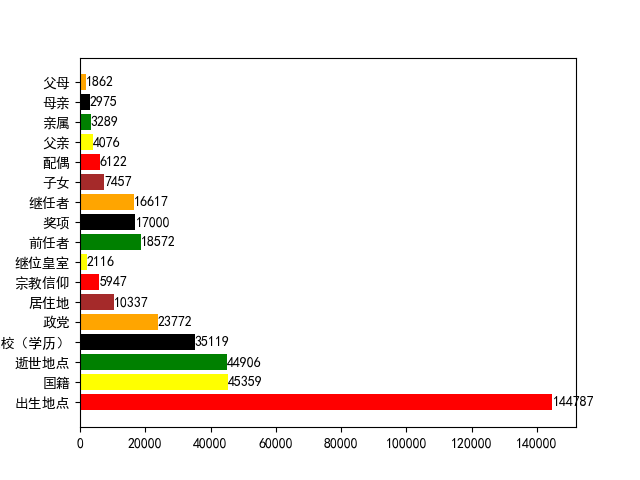 父母 1862
母亲 2975
亲属 3289
父亲 4076
配偶 6122
子女 7457
继任者 16617
奖项 17000
前任者 18572
继位皇室 2116
宗教信仰 5947
居住地 10337
政党 23772
校（学历） 35119
逝世地点 44906
国籍 45359
出生地点 144787
0 20000 40000 60000 80000 100000 120000 140000